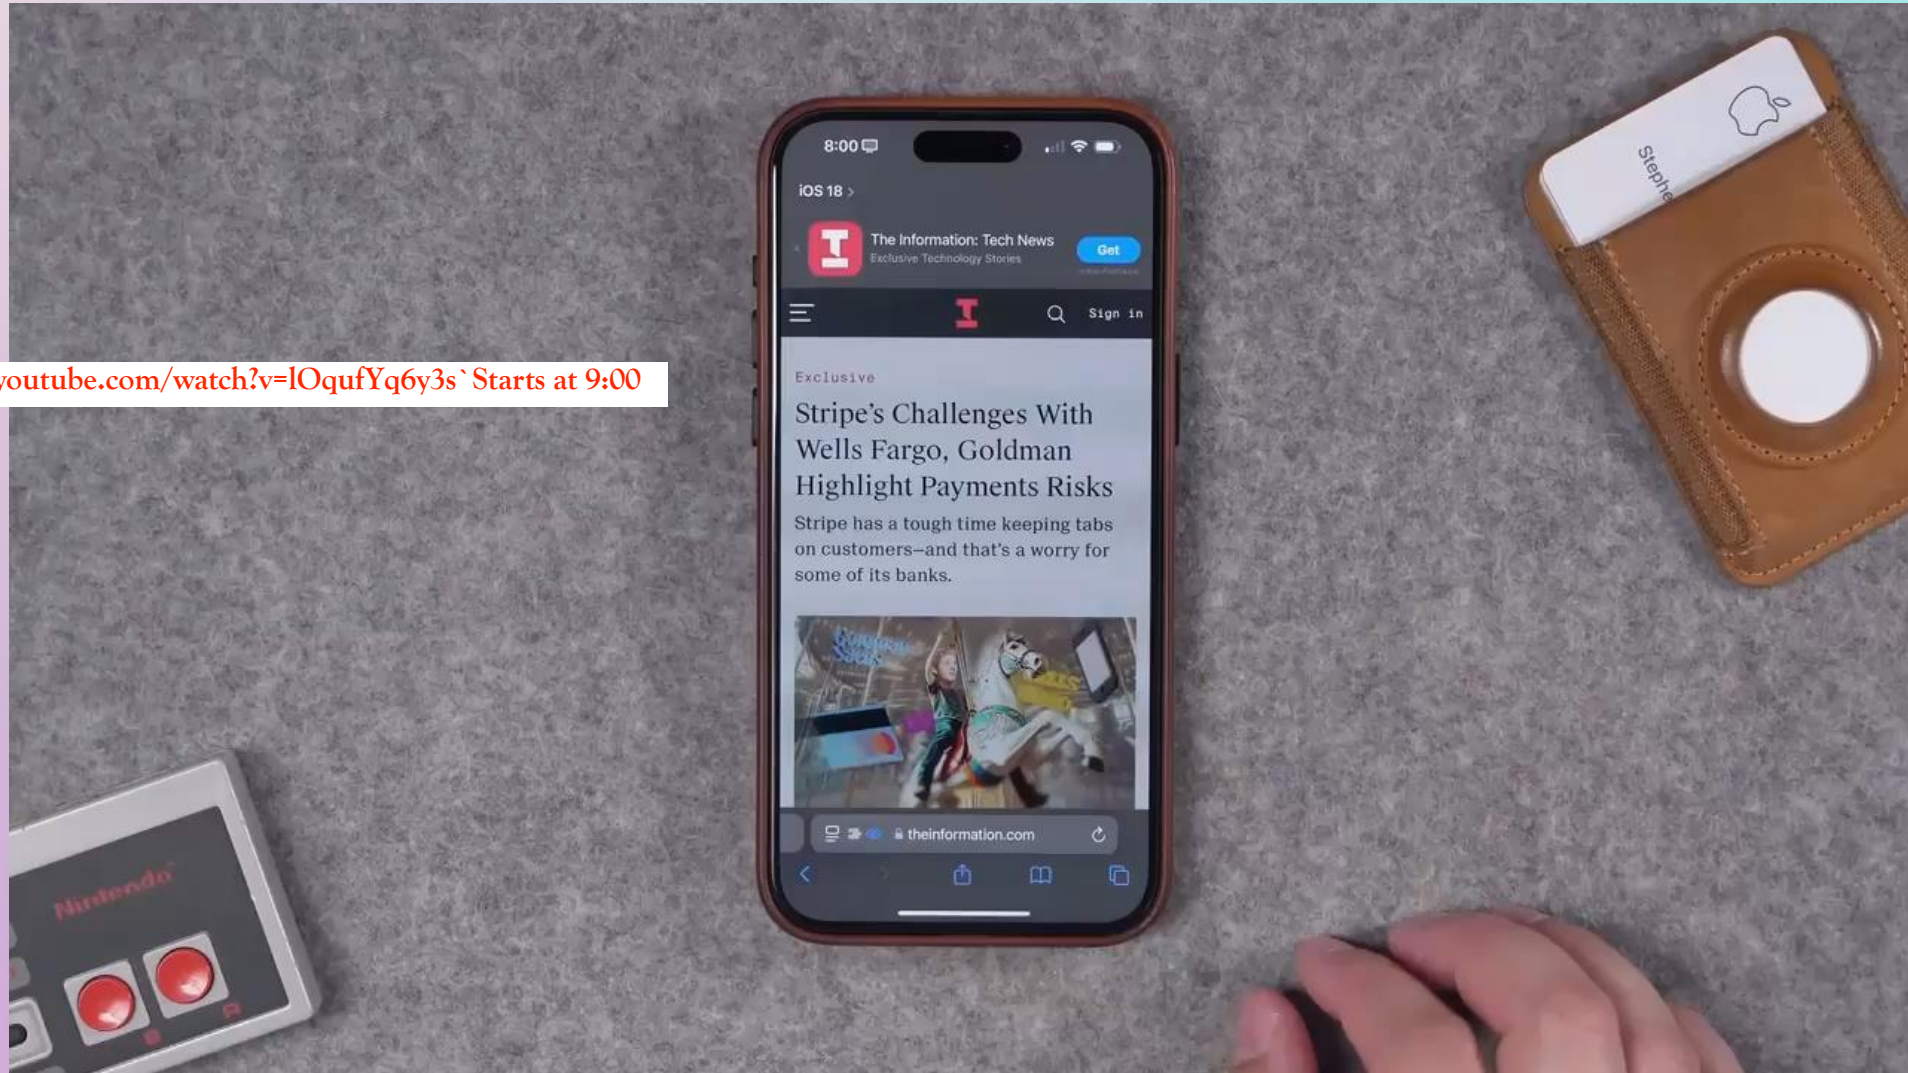 8:00
iOS 18 >
The Information: Tech News
Exclusive Technology Stories
Get
Sign in
Exclusive
Stripe's Challenges With
Wells Fargo, Goldman
Highlight Payments Risks
Stripe has a tough time keeping tabs
on customers—and that's a worry for
some of its banks.
theinformation.com
youtube.com/watch?v=lOqufYq6y3s`Starts at 9:00
Stephe
Nintendo
B
A